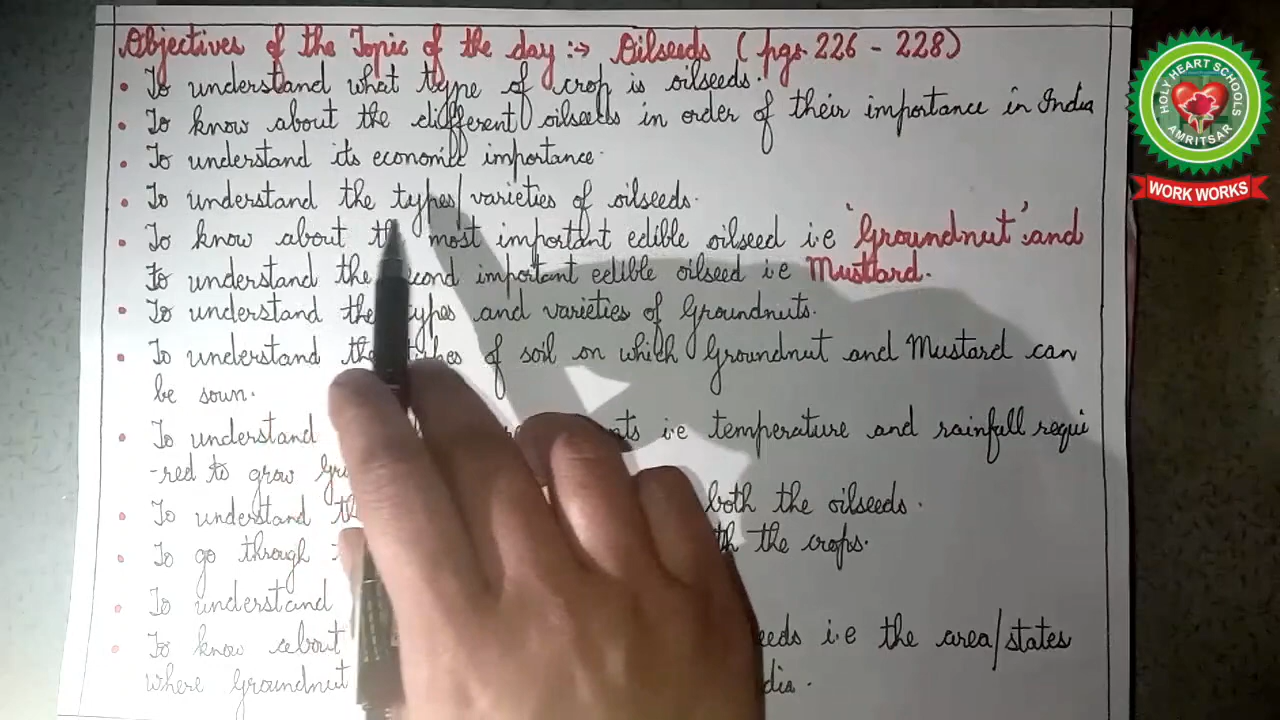 Objectives of the Topic of the day :→ Oilseeds (pgs. 226 - 228)
• To understand what type of crop is oilseeds.
• To know about the different oilseeds in order of their importance in India
• To understand its economic importance.
• To understand the types/varieties of oilseeds.
• To know about the most important edible oilseed i.e 'Groundnut' and
To understand the second important edible oilseed i.e Mustard.
• To understand the types and varieties of Groundnuts.
• To understand the of soil on which Groundnut and Mustard can
be sown.
• To understand i.e temperature and rainfall requi
-red to grow
• To understand both the oilseeds.
• To go through the crops.
• To understand
• To know about i.e the area/states
where Groundnut
HOLY HEART SCHOOLS
AMRITSAR
WORK WORKS